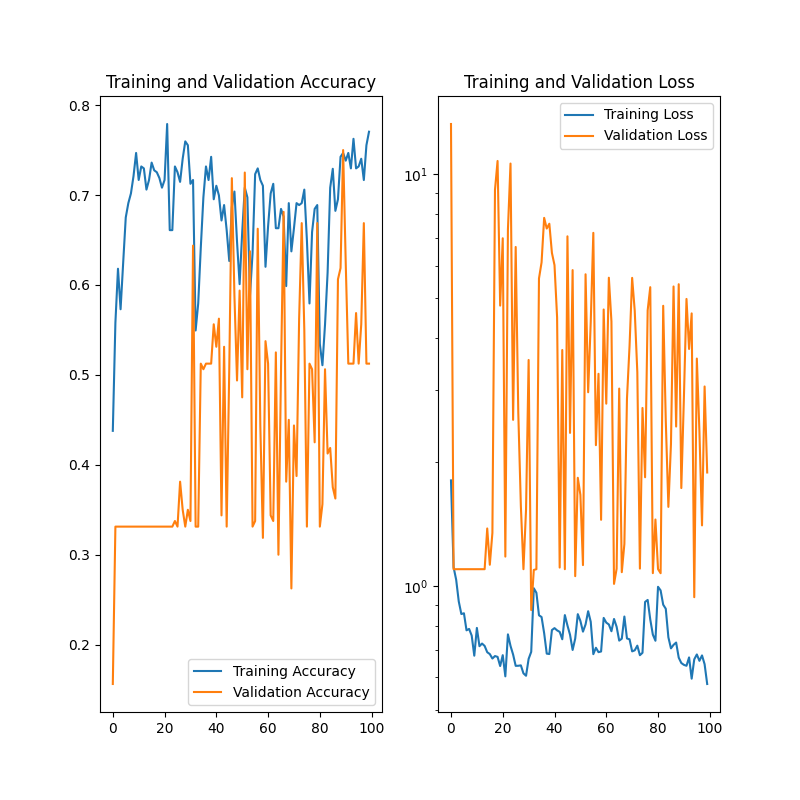 Training and Validation Accuracy
0.8
0.7
0.6
0.5
0.4
0.3
0.2
0 20 40 60 80 100
Training Accuracy
Validation Accuracy
Training and Validation Loss
10¹
10⁰
0 20 40 60 80 100
Training Loss
Validation Loss